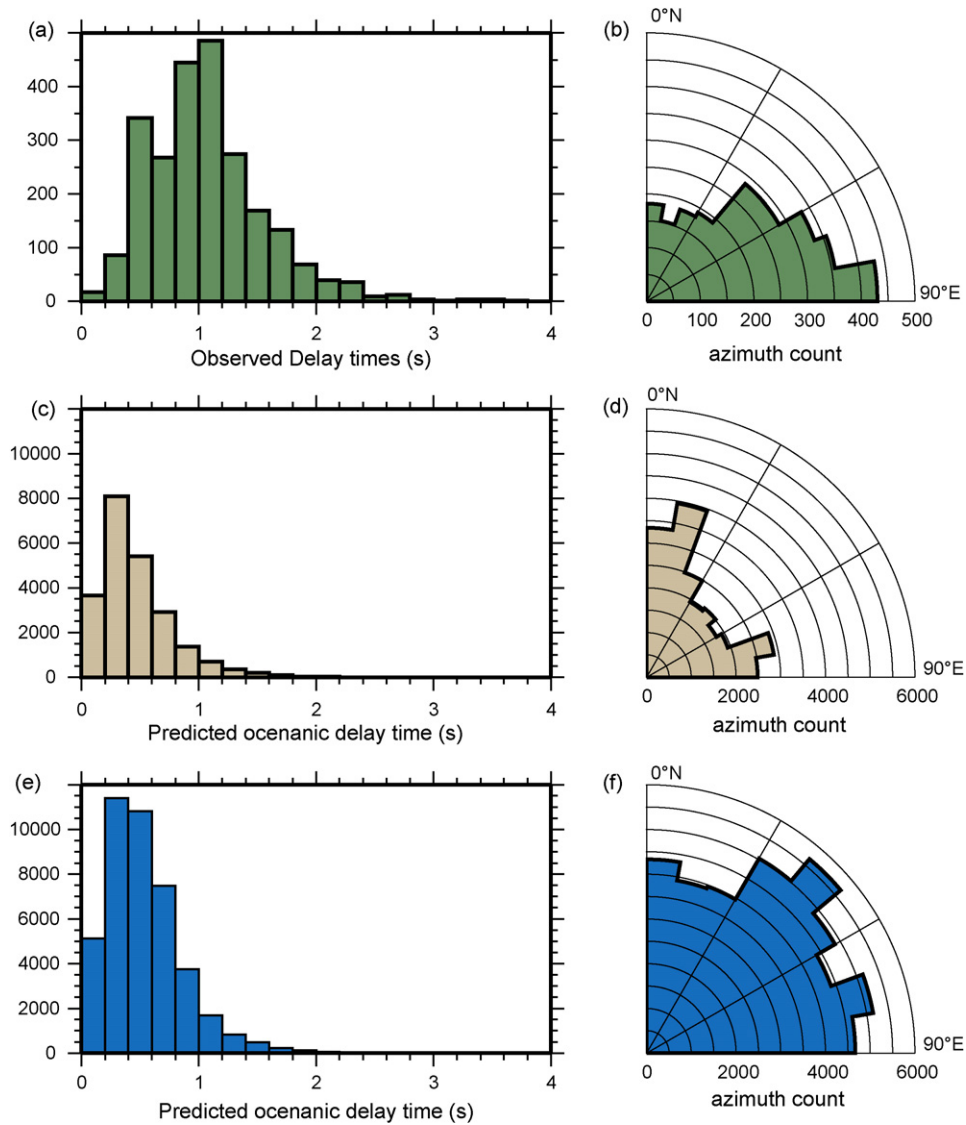 (a)
400
300
200
100
0
0 1 2 3 4
Observed Delay times (s)
(b)
0°N
90°E
0 100 200 300 400 500
azimuth count
(c)
10000
8000
6000
4000
2000
0
0 1 2 3 4
Predicted ocenanic delay time (s)
(d)
0°N
90°E
0 2000 4000 6000
azimuth count
(e)
10000
8000
6000
4000
2000
0
0 1 2 3 4
Predicted ocenanic delay time (s)
(f)
0°N
90°E
0 2000 4000 6000
azimuth count